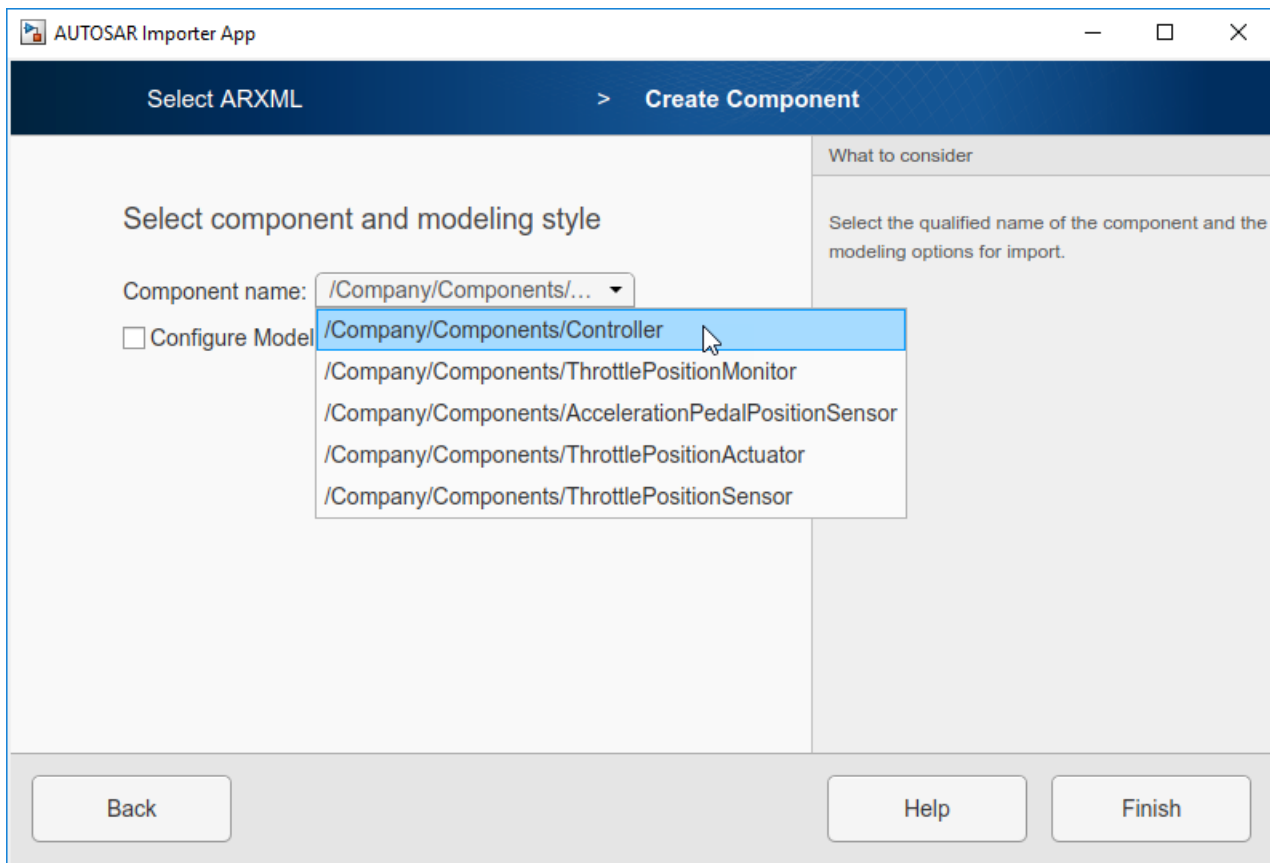 AUTOSAR Importer App
Select ARXML > Create Component
What to consider
Select component and modeling style
Select the qualified name of the component and the
modeling options for import.
Component name: /Company/Components/...
Configure Model
/Company/Components/Controller
/Company/Components/ThrottlePositionMonitor
/Company/Components/AccelerationPedalPositionSensor
/Company/Components/ThrottlePositionActuator
/Company/Components/ThrottlePositionSensor
Back
Help
Finish